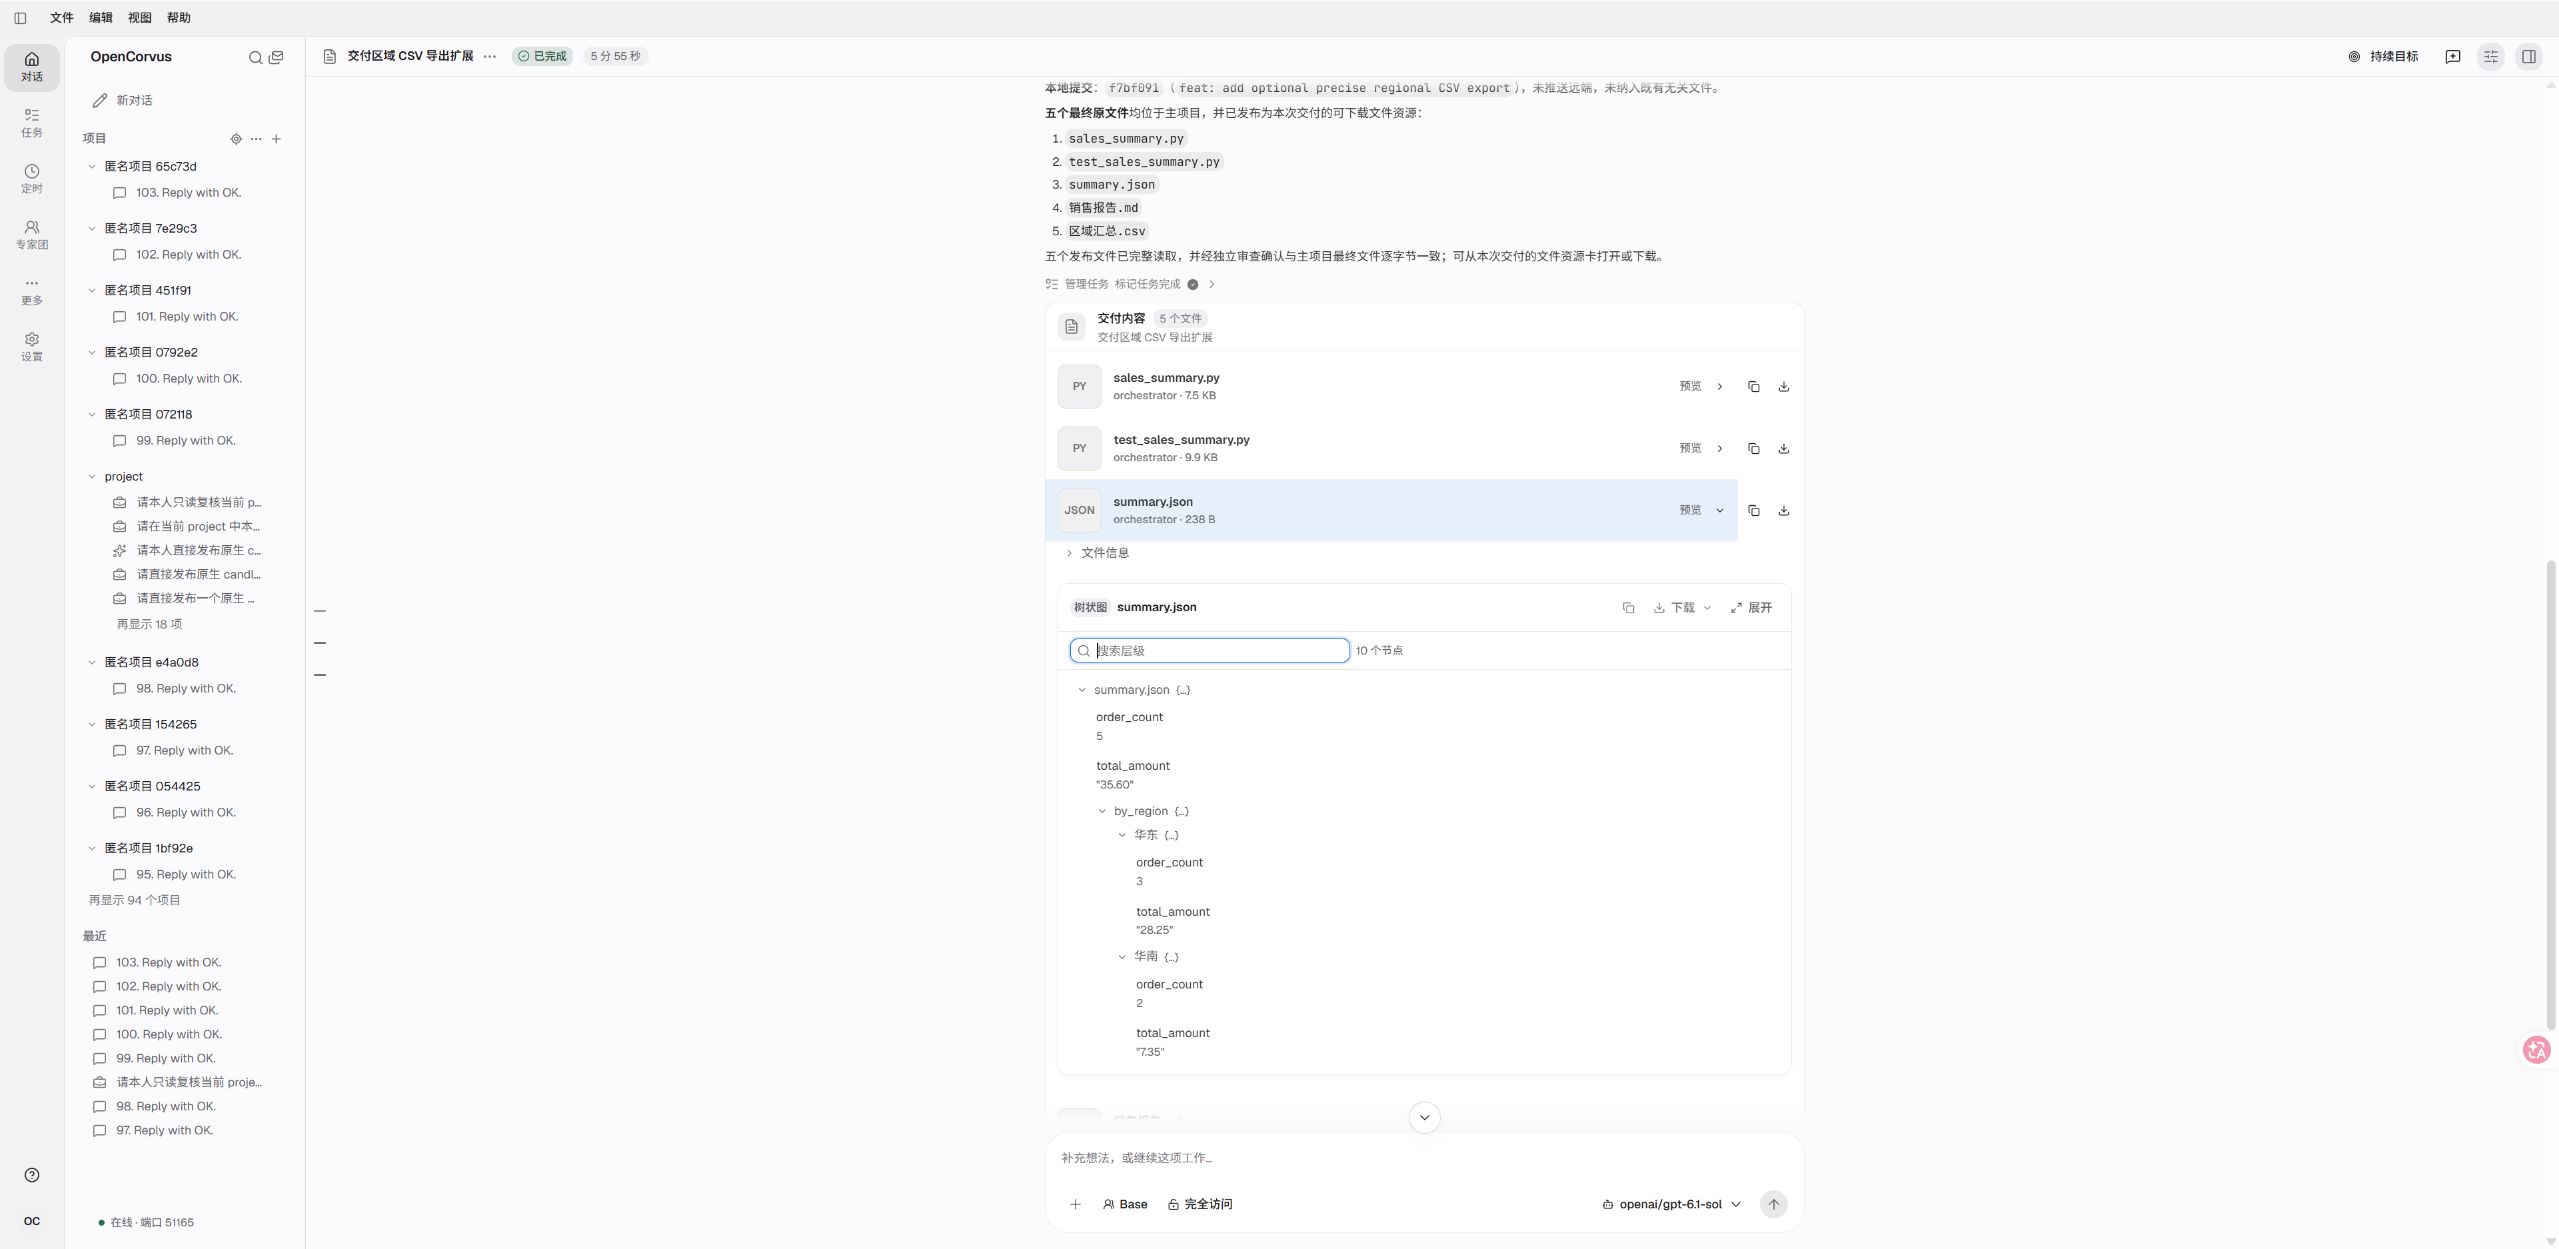 文件 编辑 视图 帮助
对话
任务
定时
专家团
更多
设置
OC
OpenCorvus
新对话
项目
匿名项目 65c73d
103. Reply with OK.
匿名项目 7e29c3
102. Reply with OK.
匿名项目 451f91
101. Reply with OK.
匿名项目 0792e2
100. Reply with OK.
匿名项目 072118
99. Reply with OK.
project
请本人只读复核当前 p...
请在当前 project 中本...
请本人直接发布原生 c...
请直接发布原生 candl...
请直接发布一个原生 ...
再显示 18 项
匿名项目 e4a0d8
98. Reply with OK.
匿名项目 154265
97. Reply with OK.
匿名项目 054425
96. Reply with OK.
匿名项目 1bf92e
95. Reply with OK.
再显示 94 个项目
最近
103. Reply with OK.
102. Reply with OK.
101. Reply with OK.
100. Reply with OK.
99. Reply with OK.
请本人只读复核当前 proje...
98. Reply with OK.
97. Reply with OK.
在线 · 端口 51165
交付区域 CSV 导出扩展 ... 已完成 5 分 55 秒
持续目标
本地提交： f7bf091 （ feat: add optional precise regional CSV export ），未推送远端，未纳入既有无关文件。
五个最终原文件均位于主项目，并已发布为本次交付的可下载文件资源：
1. sales_summary.py
2. test_sales_summary.py
3. summary.json
4. 销售报告.md
5. 区域汇总.csv
五个发布文件已完整读取，并经独立审查确认与主项目最终文件逐字节一致；可从本次交付的文件资源卡打开或下载。
管理任务 标记任务完成
交付内容 5 个文件
交付区域 CSV 导出扩展
PY sales_summary.py 预览
orchestrator · 7.5 KB
PY test_sales_summary.py 预览
orchestrator · 9.9 KB
JSON summary.json 预览
orchestrator · 238 B
文件信息
树状图 summary.json 下载 展开
搜索层级 10 个节点
summary.json {...}
order_count
5
total_amount
"35.60"
by_region {...}
华东 {...}
order_count
3
total_amount
"28.25"
华南 {...}
order_count
2
total_amount
"7.35"
补充想法，或继续这项工作...
Base 完全访问 openai/gpt-6.1-sol